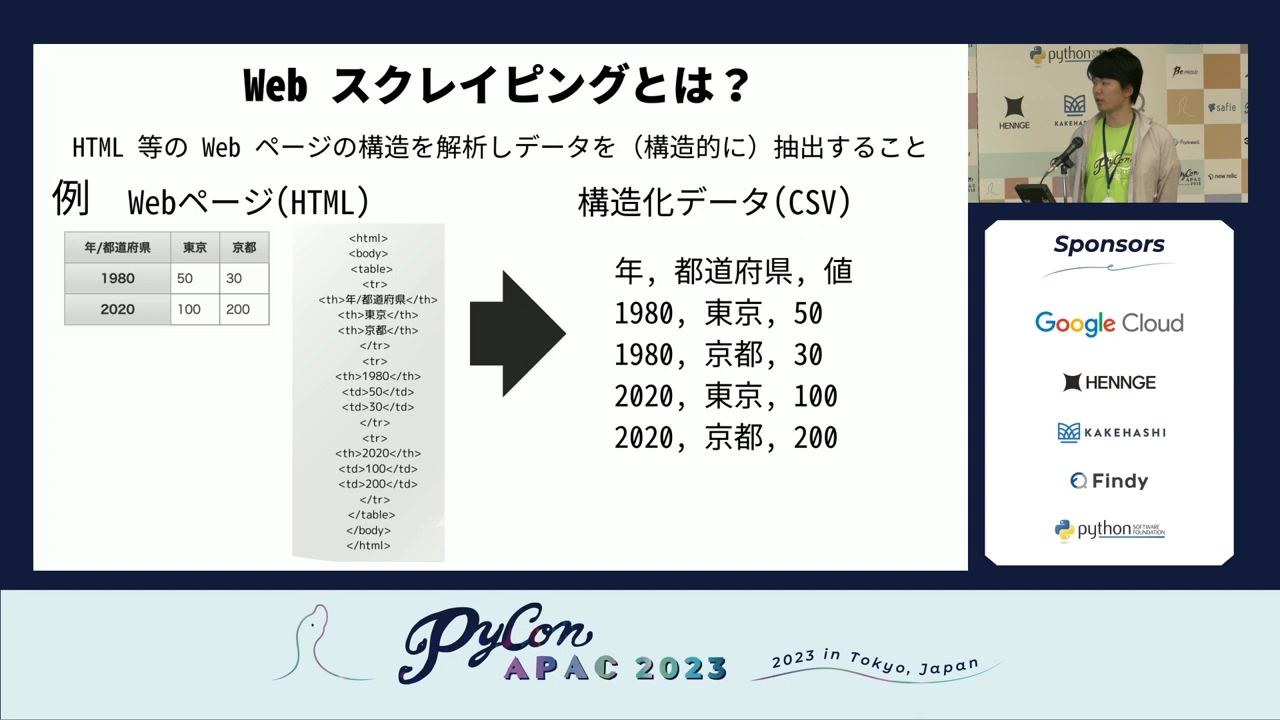 Web スクレイピングとは？
HTML 等の Web ページの構造を解析しデータを（構造的に）抽出すること
例
Webページ(HTML)
年/都道府県 東京 京都
1980 50 30
2020 100 200
<html>
<body>
<table>
<tr>
<th>年/都道府県</th>
<th>東京</th>
<th>京都</th>
</tr>
<tr>
<th>1980</th>
<td>50</td>
<td>30</td>
</tr>
<tr>
<th>2020</th>
<td>100</td>
<td>200</td>
</tr>
</table>
</body>
</html>
構造化データ(CSV)
年, 都道府県, 値
1980, 東京, 50
1980, 京都, 30
2020, 東京, 100
2020, 京都, 200
python
HENNGE
safie
new relic
Sponsors
Google Cloud
HENNGE
KAKEHASHI
Findy
python SOFTWARE FOUNDATION
PyCon
APAC 2023
2023 in Tokyo, Japan